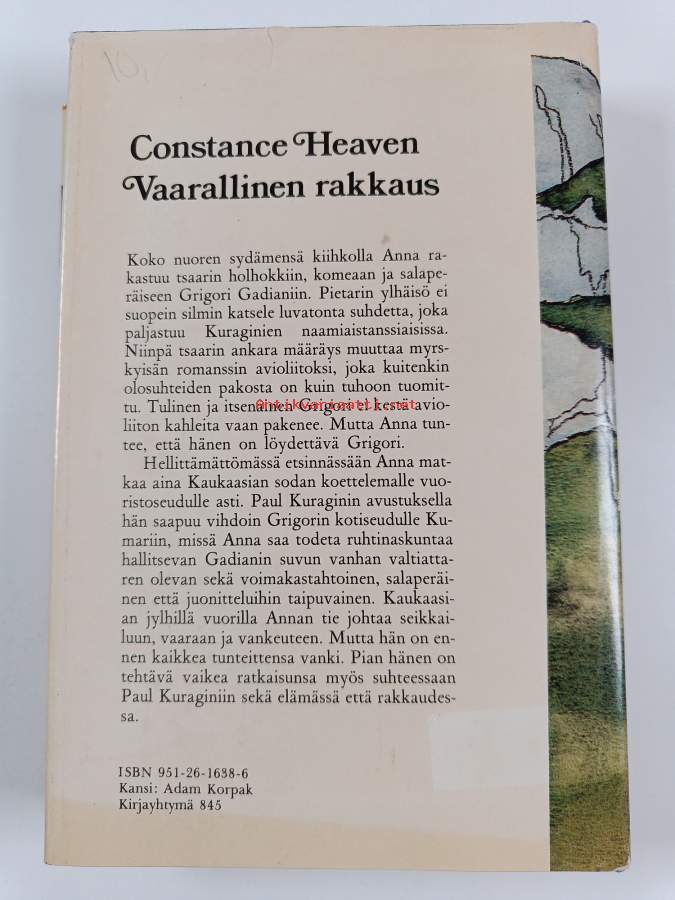 10,
Constance Heaven
Vaarallinen rakkaus
Koko nuoren sydämensä kiihkolla Anna ra-
kastuu tsaarin holhokkiin, komeaan ja salape-
räiseen Grigori Gadianiin. Pietarin ylhäisö ei
suopein silmin katsele luvatonta suhdetta, joka
paljastuu Kuraginien naamiaistanssiaisissa.
Niinpä tsaarin ankara määräys muuttaa myrs-
kyisän romanssin avioliitoksi, joka kuitenkin
olosuhteiden pakosta on kuin tuhoon tuomit-
tu. Tulinen ja itsenäinen Grigori ei kestä avio-
Antikvariaatti.net
liiton kahleita vaan pakenee. Mutta Anna tun-
tee, että hänen on löydettävä Grigori.
Hellittämättömässä etsinnässään Anna mat-
kaa aina Kaukaasian sodan koettelemalle vuo-
ristoseudulle asti. Paul Kuraginin avustuksella
hän saapuu vihdoin Grigorin kotiseudulle Ku-
mariin, missä Anna saa todeta ruhtinaskuntaa
hallitsevan Gadianin suvun vanhan valtiatta-
ren olevan sekä voimakastahtoinen, salaperäi-
nen että juonitteluihin taipuvainen. Kaukaasi-
an jylhillä vuorilla Annan tie johtaa seikkai-
luun, vaaraan ja vankeuteen. Mutta hän on en-
nen kaikkea tunteittensa vanki. Pian hänen on
tehtävä vaikea ratkaisunsa myös suhteessaan
Paul Kuraginiin sekä elämässä että rakkaudes-
sa.
ISBN 951-26-1638-6
Kansi: Adam Korpak
Kirjayhtymä 845